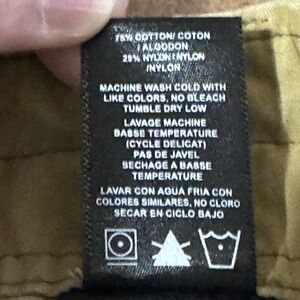 75% COTTON/ COTON
/ ALGODON
25% NYLON / NYLON
/NYLON
MACHINE WASH COLD WITH
LIKE COLORS, NO BLEACH
TUMBLE DRY LOW
LAVAGE MACHINE
BASSE TEMPERATURE
(CYCLE DELICAT)
PAS DE JAVEL
SECHAGE A BASSE
TEMPERATURE
LAVAR CON AGUA FRIA CON
COLORES SIMILARES, NO CLORO
SECAR EN CICLO BAJO